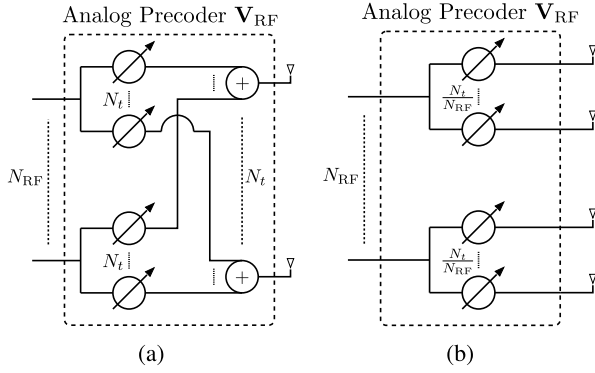 Analog Precoder V_RF
N_t
N_RF
N_t
N_t
+
+
(a)
Analog Precoder V_RF
N_t/N_RF
N_RF
N_t/N_RF
(b)